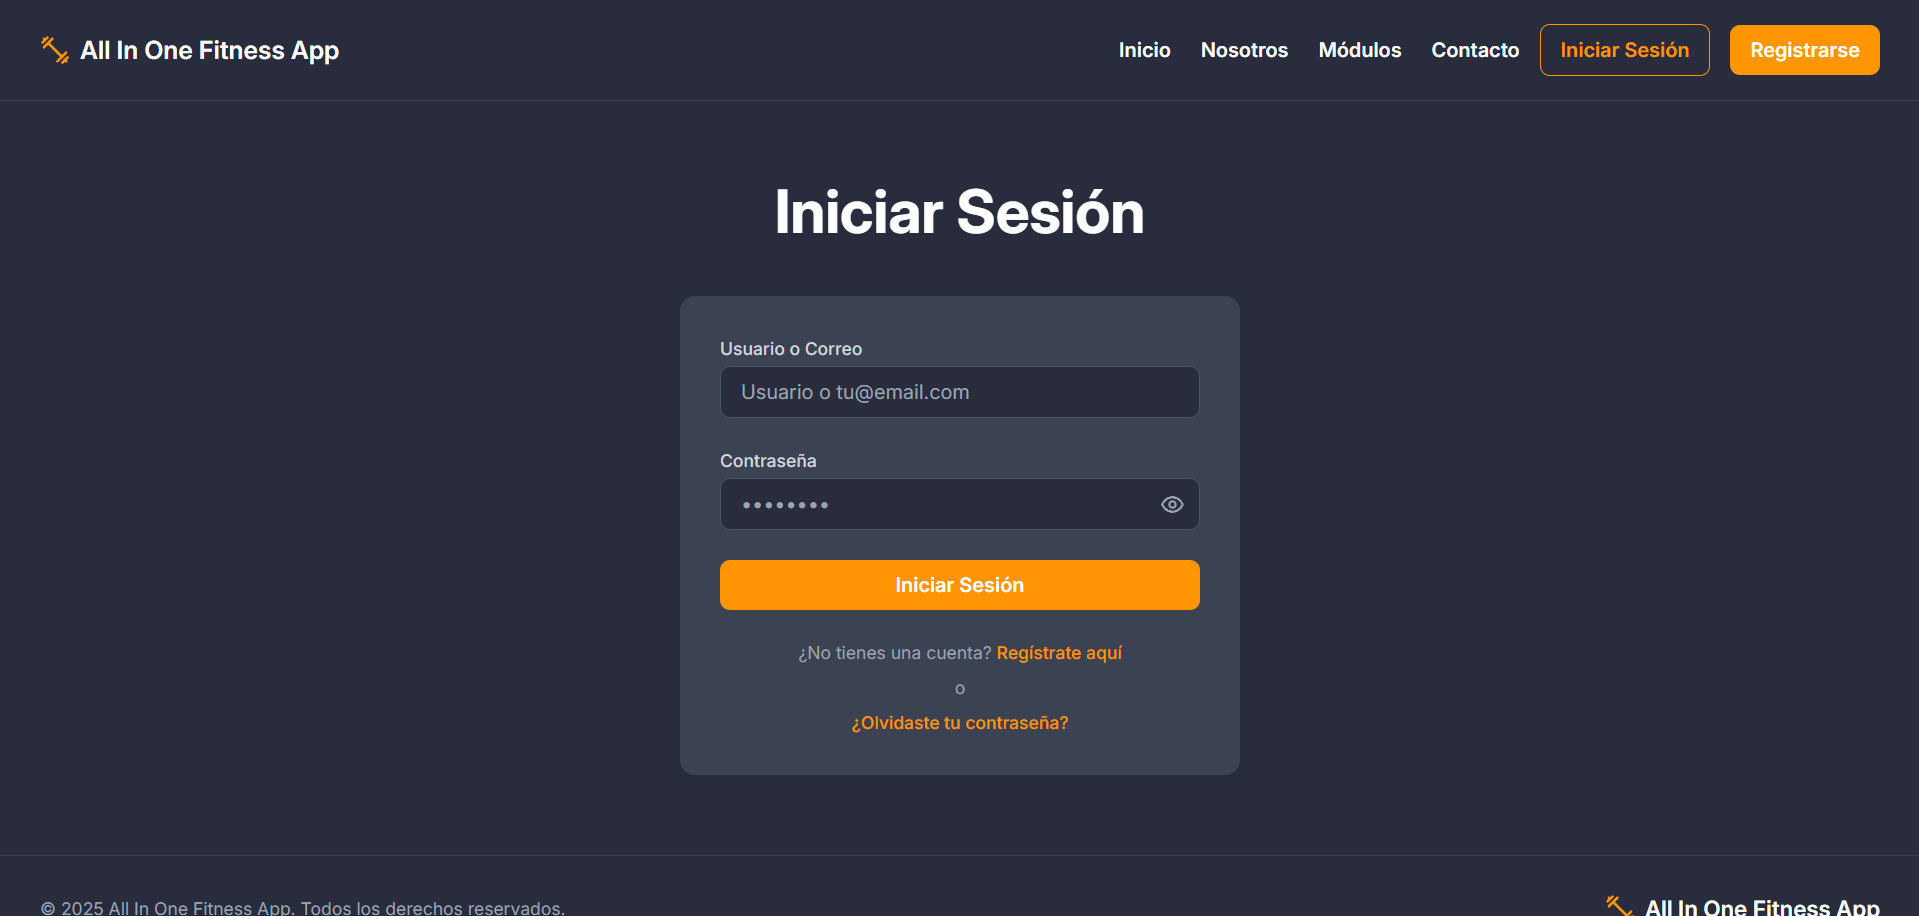 All In One Fitness App
Inicio Nosotros Módulos Contacto Iniciar Sesión Registrarse
Iniciar Sesión
Usuario o Correo
Usuario o tu@email.com
Contraseña
••••••••
Iniciar Sesión
¿No tienes una cuenta? Regístrate aquí
o
¿Olvidaste tu contraseña?
© 2025 All In One Fitness App. Todos los derechos reservados.
All In One Fitness App